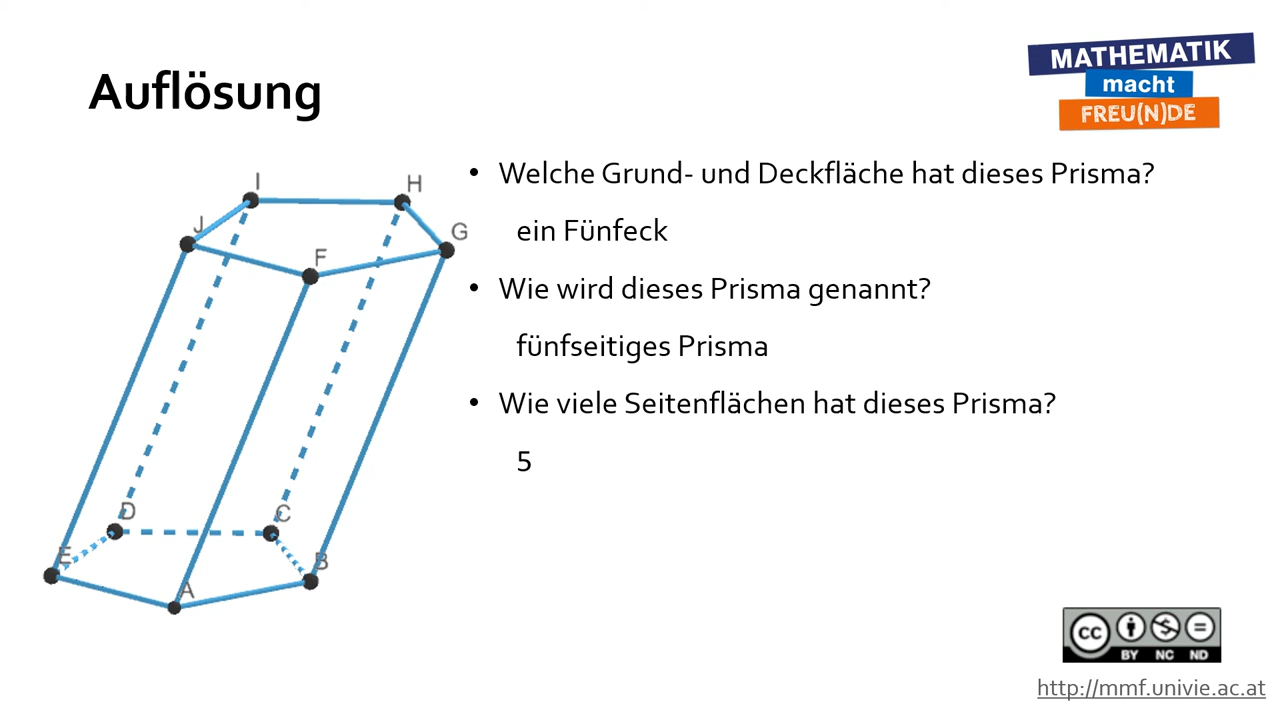 Auflösung
MATHEMATIK
macht
FREU(N)DE
• Welche Grund- und Deckfläche hat dieses Prisma?
ein Fünfeck
• Wie wird dieses Prisma genannt?
fünfseitiges Prisma
• Wie viele Seitenflächen hat dieses Prisma?
5
I
H
J
G
F
D
C
E
B
A
cc
BY NC ND
http://mmf.univie.ac.at